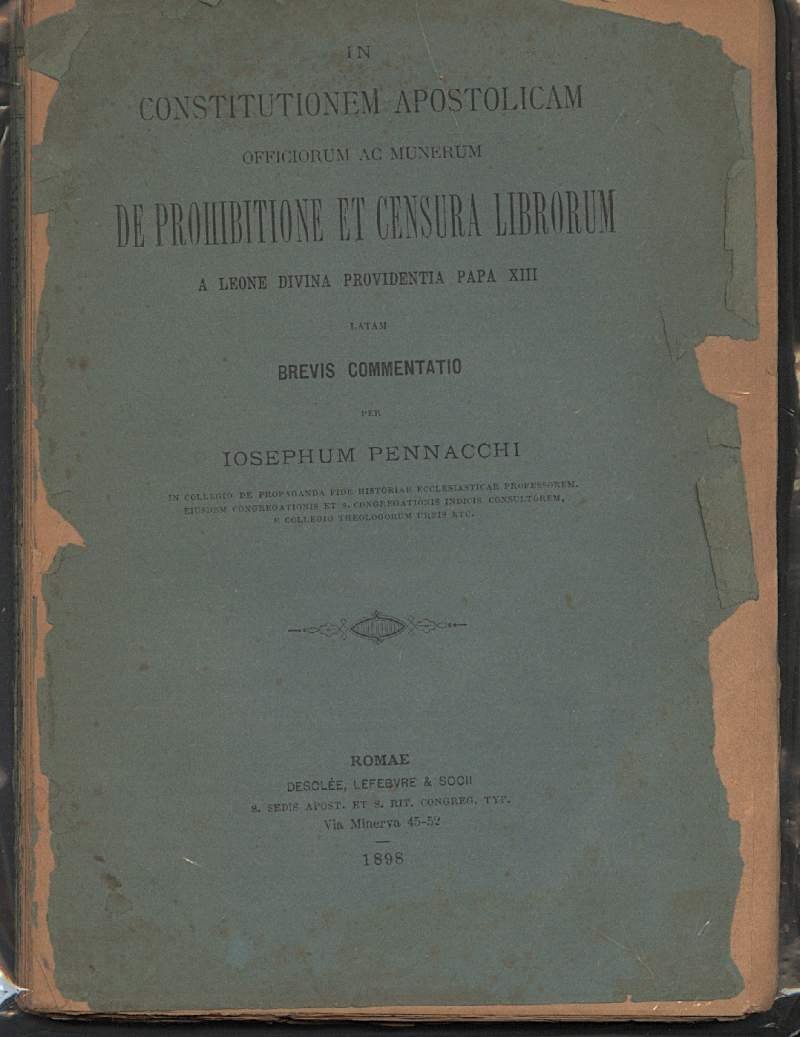 IN
CONSTITUTIONEM APOSTOLICAM
OFFICIORUM AC MUNERUM
DE PROHIBITIONE ET CENSURA LIBRORUM
A LEONE DIVINA PROVIDENTIA PAPA XIII
LATAM
BREVIS COMMENTATIO
PER
IOSEPHUM PENNACCHI
IN COLLEGIO DE PROPAGANDA FIDE HISTORIAE ECCLESIASTICAE PROFESSOREM,
EIUSDEM CONGREGATIONIS ET S. CONGREGATIONIS INDICIS CONSULTOREM,
E COLLEGIO THEOLOGORUM URBIS ETC.
ROMAE
DESCLÉE, LEFEBVRE & SOCII
S. SEDIS APOST. ET S. RIT. CONGREG. TYP.
Via Minerva 45-52
1898